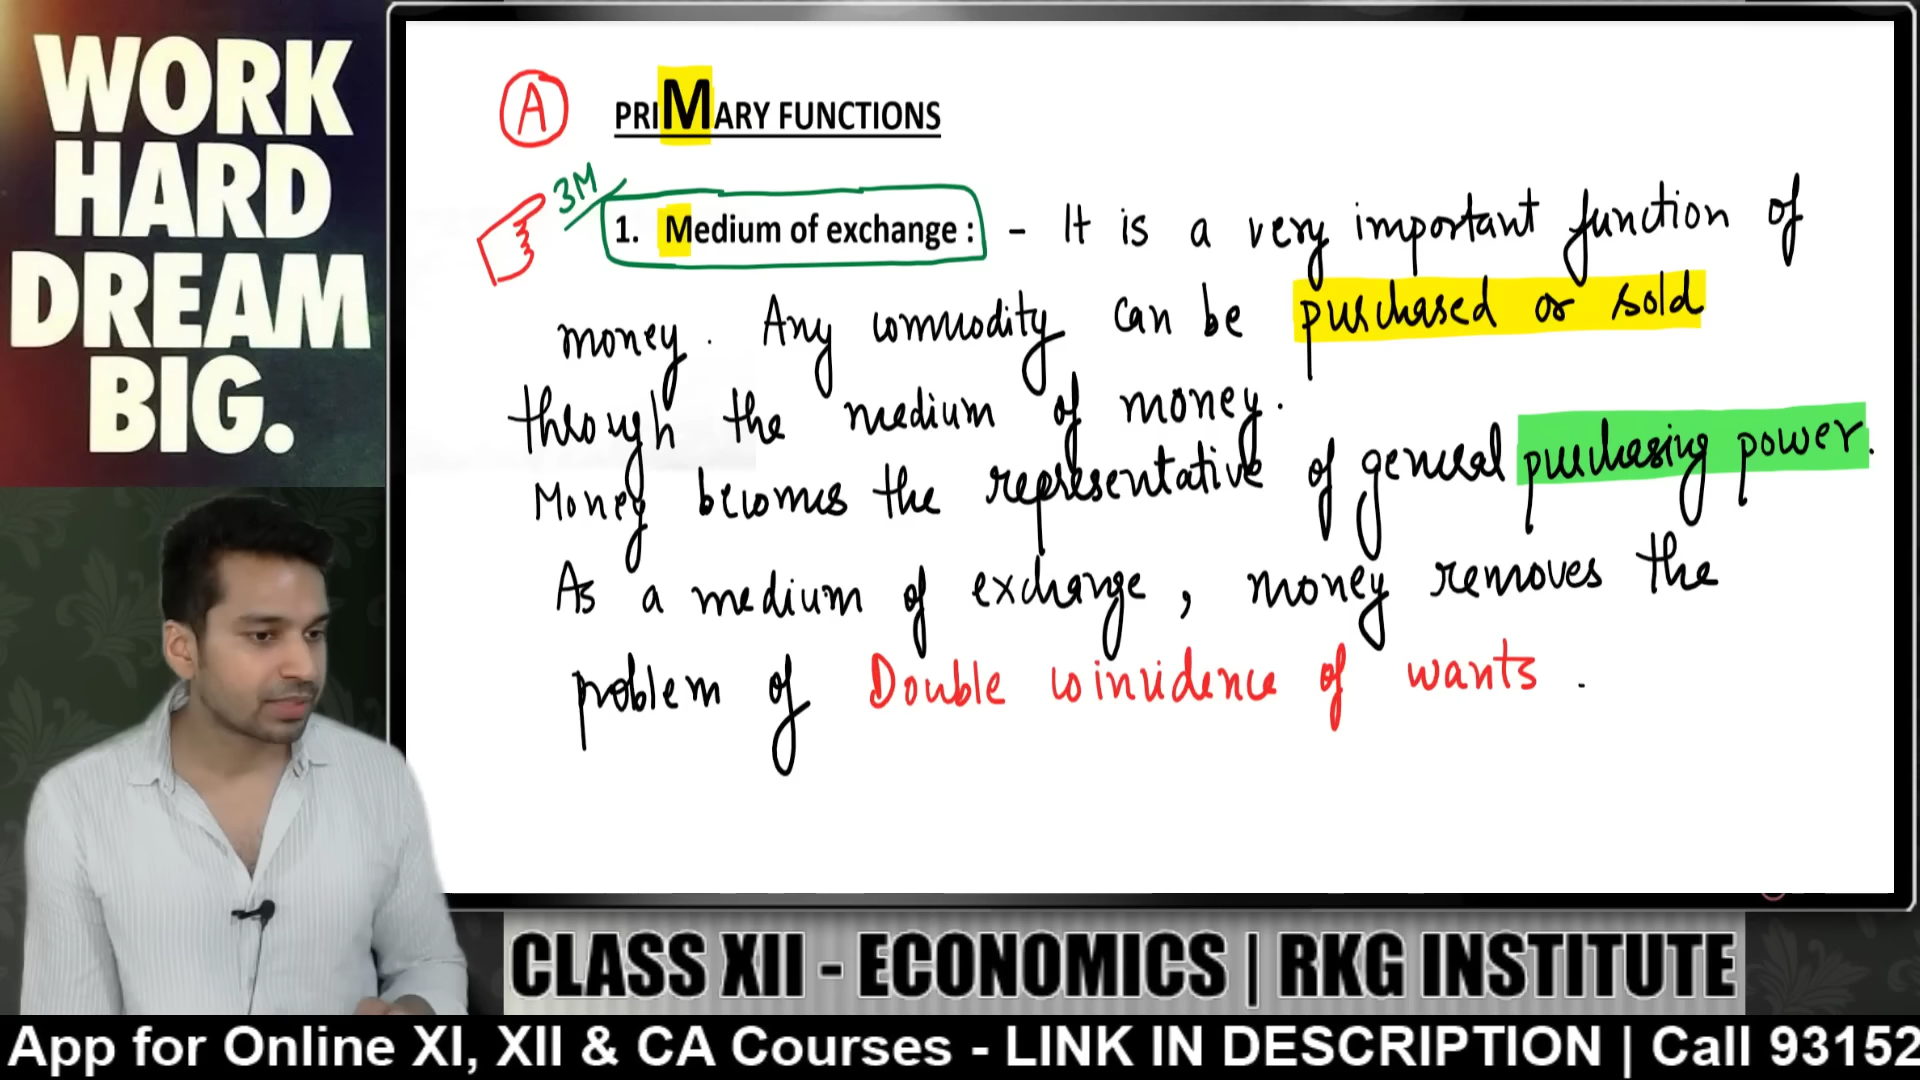 WORK
HARD
DREAM
BIG.
A
PRIMARY FUNCTIONS
3M
1. Medium of exchange : - It is a very important function of
money. Any commodity can be purchased or sold
through the medium of money.
Money becomes the representative of general purchasing power.
As a medium of exchange, money removes the
problem of Double coincidence of wants.
CLASS XII - ECONOMICS | RKG INSTITUTE
App for Online XI, XII & CA Courses - LINK IN DESCRIPTION | Call 93152